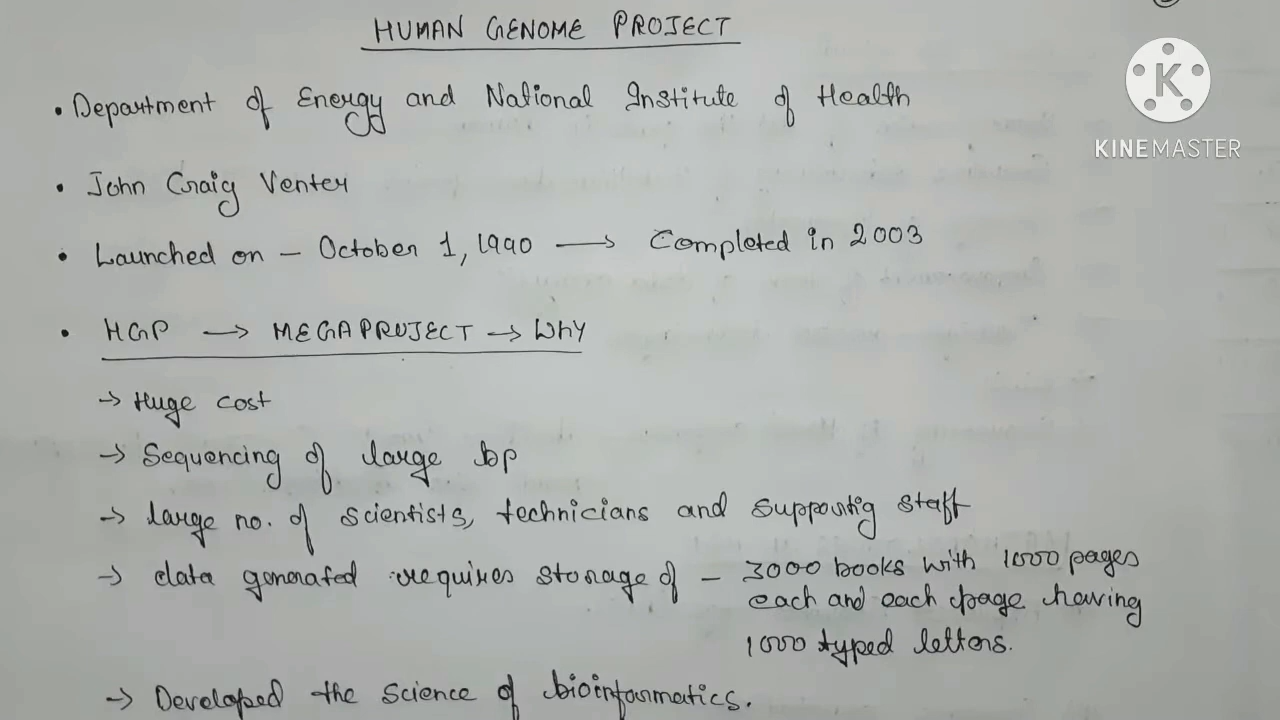 HUMAN GENOME PROJECT
K
KINEMASTER
• Department of Energy and National Institute of Health
• John Craig Venter
• Launched on – October 1, 1990 → Completed in 2003
• HGP → MEGAPROJECT → Why
→ Huge cost
→ Sequencing of large bp
→ large no. of scientists, technicians and supporting staff
→ data generated requires storage of – 3000 books with 1000 pages
each and each page having
1000 typed letters.
→ Developed the science of bioinformatics.